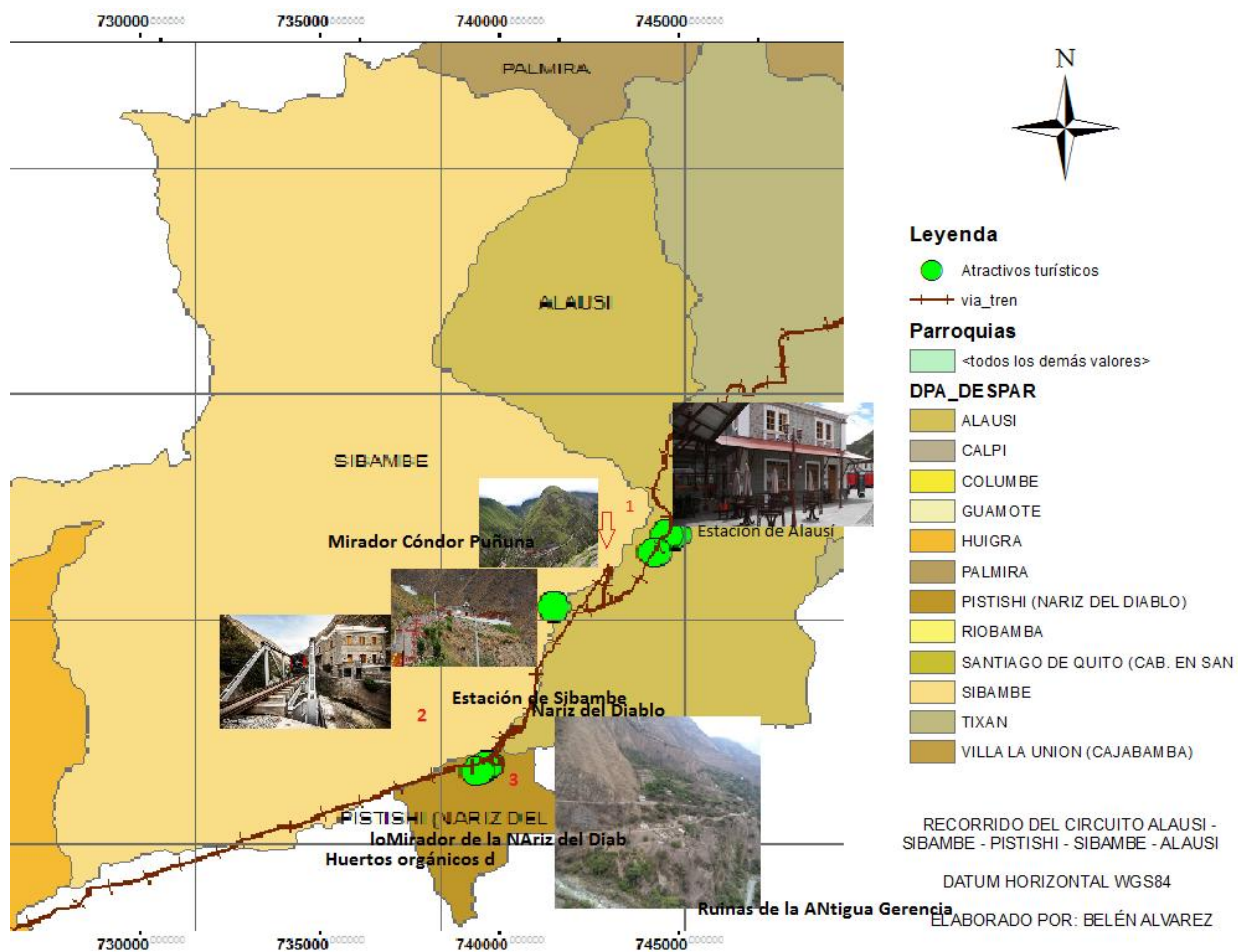 730000 735000 740000 745000
N
PALMIRA
ALAUSI
SIBAMBE
1
Mirador Cóndor Puñuna
Estación de Alausí
Estación de Sibambe
Nariz del Diablo
2
3
PISTISHI (NARIZ DEL
loMirador de la NAriz del Diab
Huertos orgánicos d
Ruinas de la ANtigua Gerencia
730000 735000 740000 745000
Leyenda
Atractivos turísticos
via_tren
Parroquias
<todos los demás valores>
DPA_DESPAR
ALAUSI
CALPI
COLUMBE
GUAMOTE
HUIGRA
PALMIRA
PISTISHI (NARIZ DEL DIABLO)
RIOBAMBA
SANTIAGO DE QUITO (CAB. EN SAN
SIBAMBE
TIXAN
VILLA LA UNION (CAJABAMBA)
RECORRIDO DEL CIRCUITO ALAUSI -
SIBAMBE - PISTISHI - SIBAMBE - ALAUSI
DATUM HORIZONTAL WGS84
ELABORADO POR: BELÉN ALVAREZ